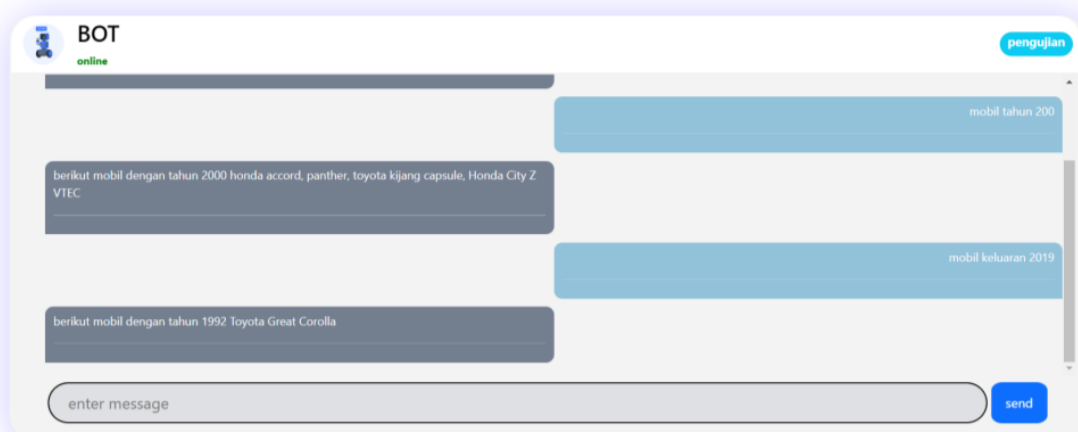 BOT
online
pengujian
mobil tahun 200
berikut mobil dengan tahun 2000 honda accord, panther, toyota kijang capsule, Honda City Z
VTEC
mobil keluaran 2019
berikut mobil dengan tahun 1992 Toyota Great Corolla
enter message
send